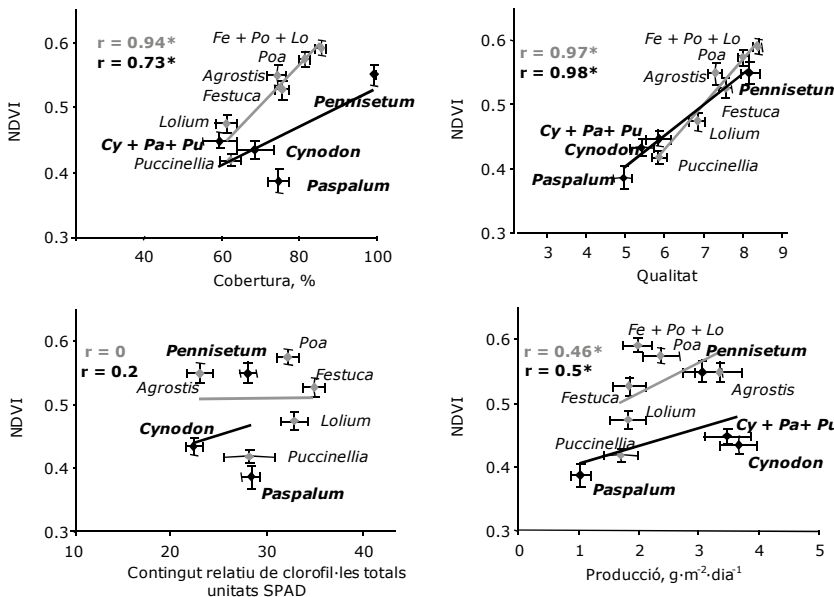 0.6
0.5
0.4
0.3
NDVI
r = 0.94*
r = 0.73*
Fe + Po + Lo
Poa
Agrostis
Festuca
Pennisetum
Lolium
Cy + Pa+ Pu
Cynodon
Puccinellia
Paspalum
40 60 80 100
Cobertura, %
0.6
0.5
0.4
0.3
NDVI
r = 0.97*
r = 0.98*
Fe + Po + Lo
Poa
Agrostis
Pennisetum
Festuca
Cy + Pa+ Pu
Lolium
Cynodon
Puccinellia
Paspalum
3 4 5 6 7 8 9
Qualitat
0.6
0.5
0.4
0.3
NDVI
r = 0
r = 0.2
Poa
Pennisetum
Festuca
Agrostis
Lolium
Cynodon
Puccinellia
Paspalum
10 20 30 40
Contingut relatiu de clorofil·les totals
unitats SPAD
0.6
0.5
0.4
0.3
NDVI
r = 0.46*
r = 0.5*
Fe + Po + Lo
Poa
Pennisetum
Festuca
Agrostis
Lolium
Cy + Pa+ Pu
Puccinellia
Cynodon
Paspalum
0 1 2 3 4 5
Producció, g·m⁻²·dia⁻¹